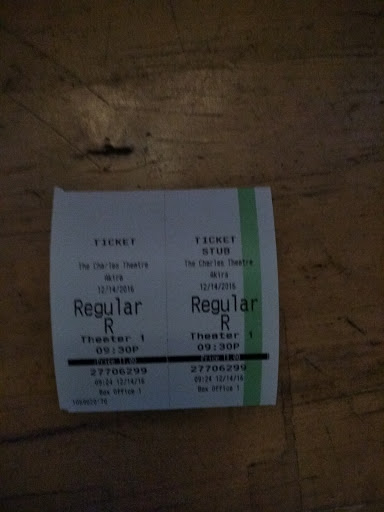 TICKET
The Charles Theatre
Akira
12/14/2016
Regular
R
Theater 1
09:30P
27706299
09:24 12/14/16
Box Office 1
TICKET
STUB
The Charles Theatre
Akira
12/14/2016
Regular
R
Theater 1
09:30P
27706299
09:24 12/14/16
Box Office 1